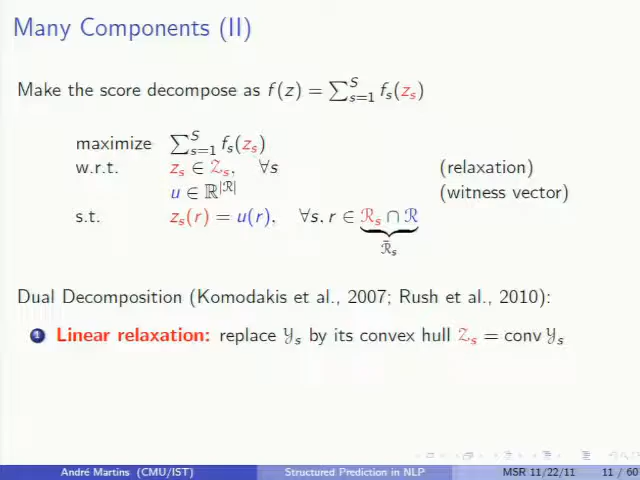 Many Components (II)
Make the score decompose as f(z) = ∑_{s=1}^{S} f_s(z_s)
maximize ∑_{s=1}^{S} f_s(z_s)
w.r.t. z_s ∈ 𝒵_s, ∀s (relaxation)
u ∈ ℝ^{|ℛ|} (witness vector)
s.t. z_s(r) = u(r), ∀s, r ∈ ℛ_s ∩ ℛ
ℛ̄_s
Dual Decomposition (Komodakis et al., 2007; Rush et al., 2010):
1 Linear relaxation: replace 𝒴_s by its convex hull 𝒵_s = conv 𝒴_s
André Martins (CMU/IST) Structured Prediction in NLP MSR 11/22/11 11 / 60